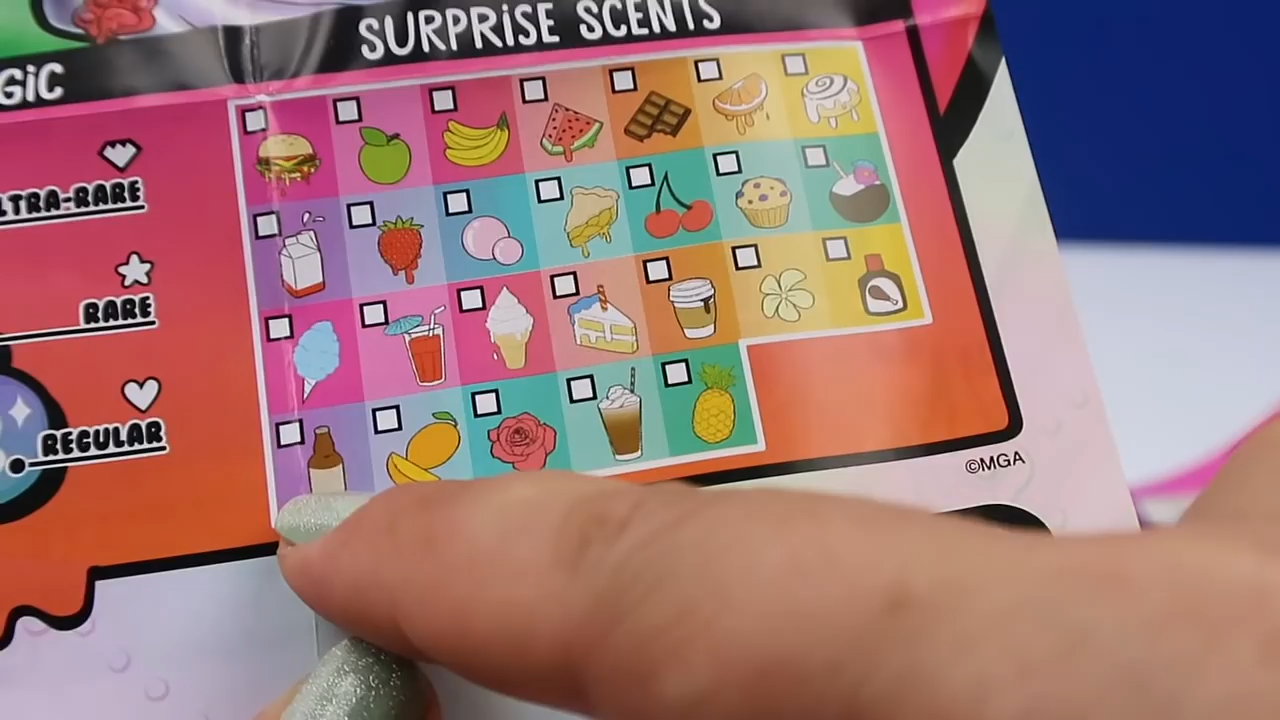 SURPRISE SCENTS
GIC
LTRA-RARE
RARE
REGULAR
©MGA